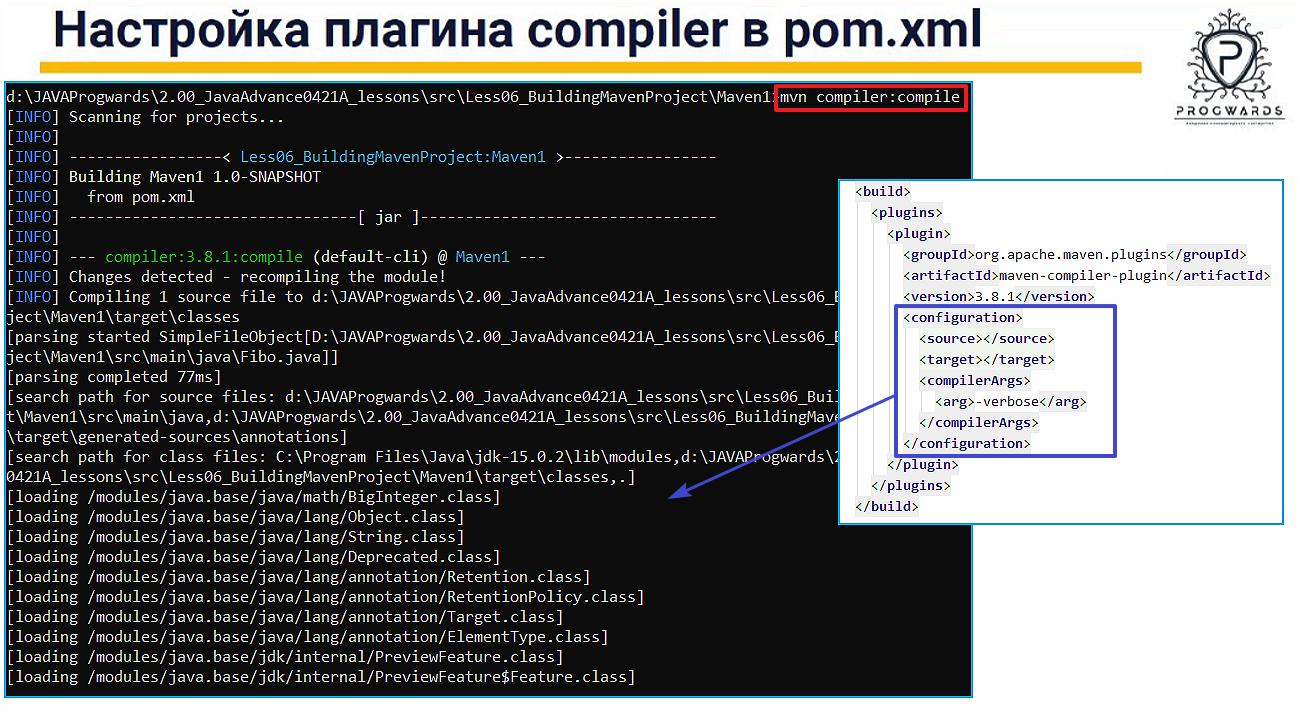 Настройка плагина compiler в pom.xml
PROGWARDS
d:\JAVAProgwards\2.00_JavaAdvance0421A_lessons\src\Less06_BuildingMavenProject\Maven1>mvn compiler:compile
[INFO] Scanning for projects...
[INFO]
[INFO] -----------------< Less06_BuildingMavenProject:Maven1 >-----------------
[INFO] Building Maven1 1.0-SNAPSHOT
[INFO]   from pom.xml
[INFO] --------------------------------[ jar ]---------------------------------
[INFO]
[INFO] --- compiler:3.8.1:compile (default-cli) @ Maven1 ---
[INFO] Changes detected - recompiling the module!
[INFO] Compiling 1 source file to d:\JAVAProgwards\2.00_JavaAdvance0421A_lessons\src\Less06_
ject\Maven1\target\classes
[parsing started SimpleFileObject[D:\JAVAProgwards\2.00_JavaAdvance0421A_lessons\src\Less06_
ject\Maven1\src\main\java\Fibo.java]]
[parsing completed 77ms]
[search path for source files: d:\JAVAProgwards\2.00_JavaAdvance0421A_lessons\src\Less06_Bui
t\Maven1\src\main\java,d:\JAVAProgwards\2.00_JavaAdvance0421A_lessons\src\Less06_BuildingMave
\target\generated-sources\annotations]
[search path for class files: C:\Program Files\Java\jdk-15.0.2\lib\modules,d:\JAVAProgwards\2
0421A_lessons\src\Less06_BuildingMavenProject\Maven1\target\classes,.]
[loading /modules/java.base/java/math/BigInteger.class]
[loading /modules/java.base/java/lang/Object.class]
[loading /modules/java.base/java/lang/String.class]
[loading /modules/java.base/java/lang/Deprecated.class]
[loading /modules/java.base/java/lang/annotation/Retention.class]
[loading /modules/java.base/java/lang/annotation/RetentionPolicy.class]
[loading /modules/java.base/java/lang/annotation/Target.class]
[loading /modules/java.base/java/lang/annotation/ElementType.class]
[loading /modules/java.base/jdk/internal/PreviewFeature.class]
[loading /modules/java.base/jdk/internal/PreviewFeature$Feature.class]
<build>
<plugins>
<plugin>
<groupId>org.apache.maven.plugins</groupId>
<artifactId>maven-compiler-plugin</artifactId>
<version>3.8.1</version>
<configuration>
<source></source>
<target></target>
<compilerArgs>
<arg>-verbose</arg>
</compilerArgs>
</configuration>
</plugin>
</plugins>
</build>